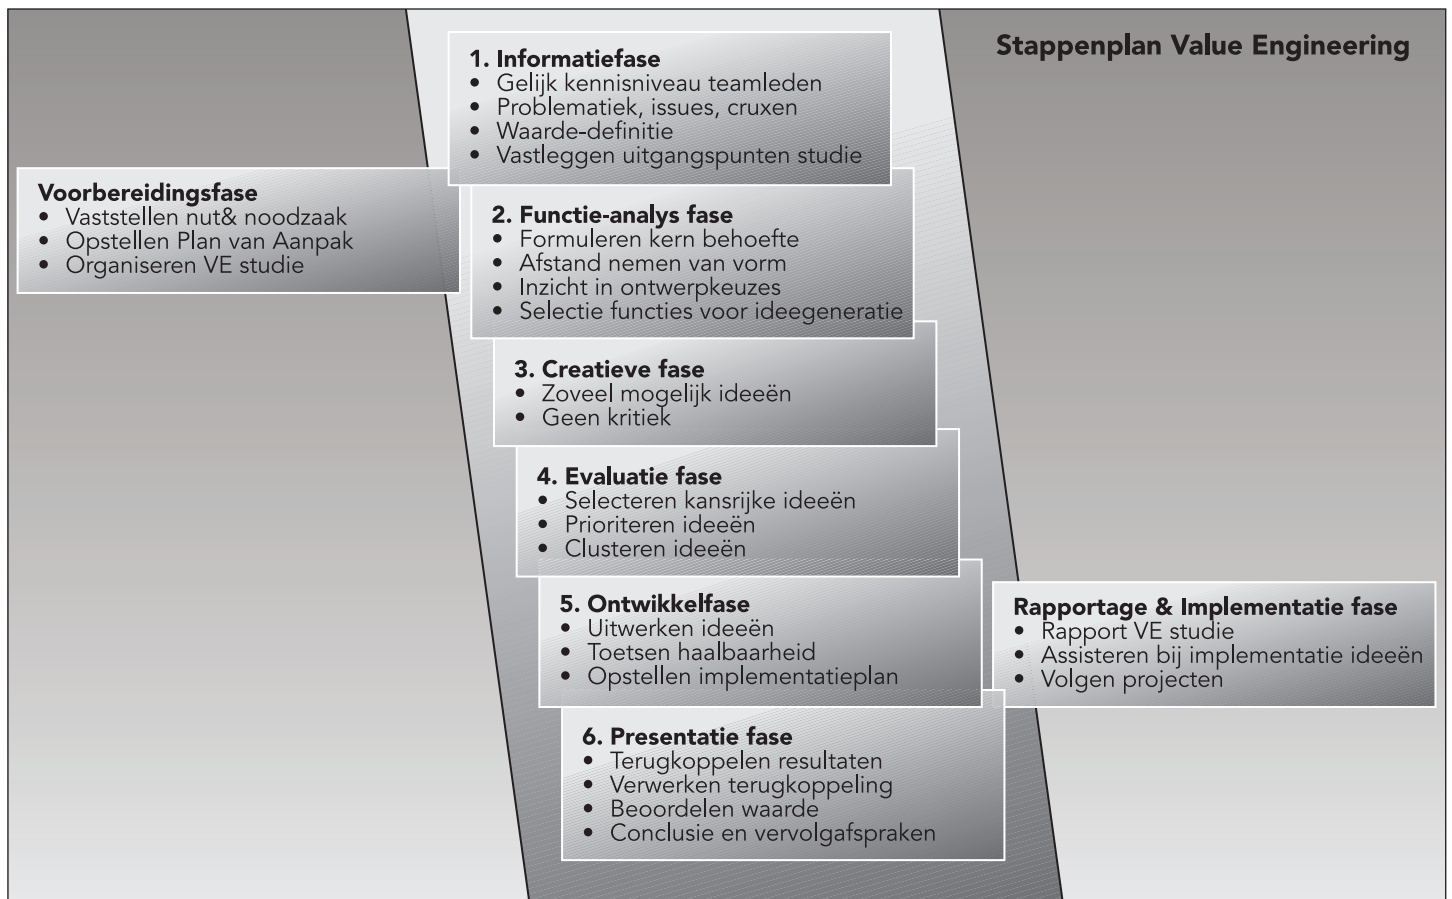 Stappenplan Value Engineering
Voorbereidingsfase
• Vaststellen nut& noodzaak
• Opstellen Plan van Aanpak
• Organiseren VE studie
1. Informatiefase
• Gelijk kennisniveau teamleden
• Problematiek, issues, cruxen
• Waarde-definitie
• Vastleggen uitgangspunten studie
2. Functie-analys fase
• Formuleren kern behoefte
• Afstand nemen van vorm
• Inzicht in ontwerpkeuzes
• Selectie functies voor ideegeneratie
3. Creatieve fase
• Zoveel mogelijk ideeën
• Geen kritiek
4. Evaluatie fase
• Selecteren kansrijke ideeën
• Prioriteren ideeën
• Clusteren ideeën
5. Ontwikkelfase
• Uitwerken ideeën
• Toetsen haalbaarheid
• Opstellen implementatieplan
6. Presentatie fase
• Terugkoppelen resultaten
• Verwerken terugkoppeling
• Beoordelen waarde
• Conclusie en vervolgafspraken
Rapportage & Implementatie fase
• Rapport VE studie
• Assisteren bij implementatie ideeën
• Volgen projecten